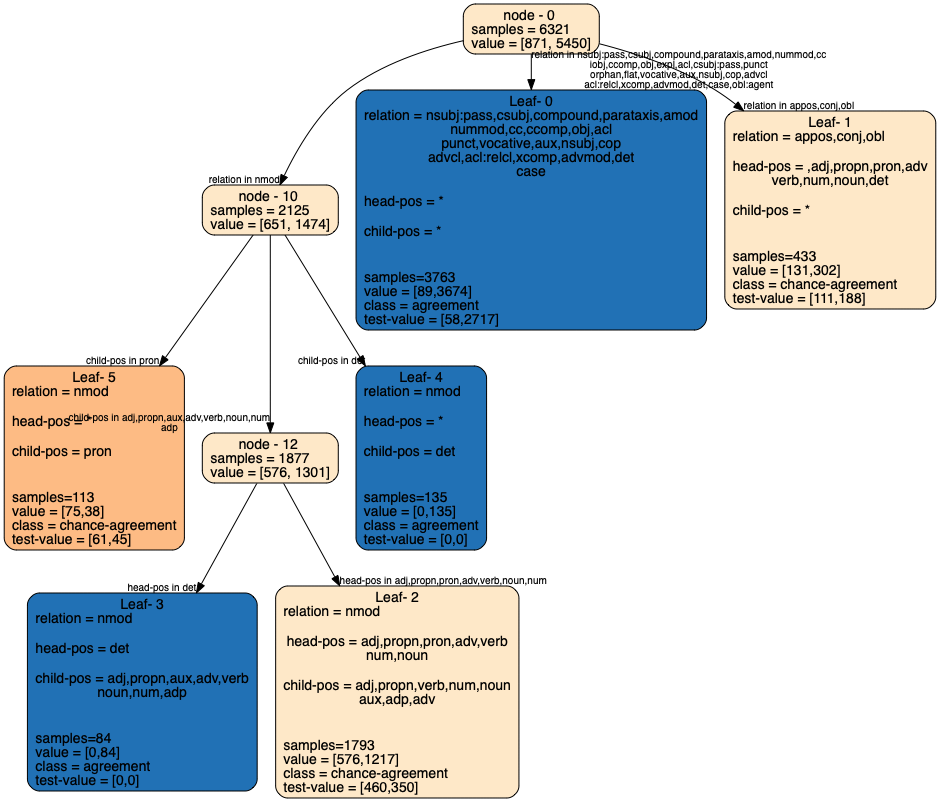 node - 0
samples = 6321
value = [871, 5450]
relation in nsubj:pass,csubj,compound,parataxis,amod,nummod,cc
iobj,ccomp,obj,expl,acl,csubj:pass,punct
orphan,flat,vocative,aux,nsubj,cop,advcl
acl:relcl,xcomp,advmod,det,case,obl:agent
relation in appos,conj,obl
Leaf- 0
relation = nsubj:pass,csubj,compound,parataxis,amod
nummod,cc,ccomp,obj,acl
punct,vocative,aux,nsubj,cop
advcl,acl:relcl,xcomp,advmod,det
case
head-pos = *
child-pos = *
samples=3763
value = [89,3674]
class = agreement
test-value = [58,2717]
Leaf- 1
relation = appos,conj,obl
head-pos = ,adj,propn,pron,adv
verb,num,noun,det
child-pos = *
samples=433
value = [131,302]
class = chance-agreement
test-value = [111,188]
relation in nmod
node - 10
samples = 2125
value = [651, 1474]
child-pos in pron
Leaf- 5
relation = nmod
head-pos = *
child-pos = pron
samples=113
value = [75,38]
class = chance-agreement
test-value = [61,45]
child-pos in adj,propn,aux,adv,verb,noun,num
adp
node - 12
samples = 1877
value = [576, 1301]
child-pos in det
Leaf- 4
relation = nmod
head-pos = *
child-pos = det
samples=135
value = [0,135]
class = agreement
test-value = [0,0]
head-pos in det
Leaf- 3
relation = nmod
head-pos = det
child-pos = adj,propn,aux,adv,verb
noun,num,adp
samples=84
value = [0,84]
class = agreement
test-value = [0,0]
head-pos in adj,propn,pron,adv,verb,noun,num
Leaf- 2
relation = nmod
head-pos = adj,propn,pron,adv,verb
num,noun
child-pos = adj,propn,verb,num,noun
aux,adp,adv
samples=1793
value = [576,1217]
class = chance-agreement
test-value = [460,350]